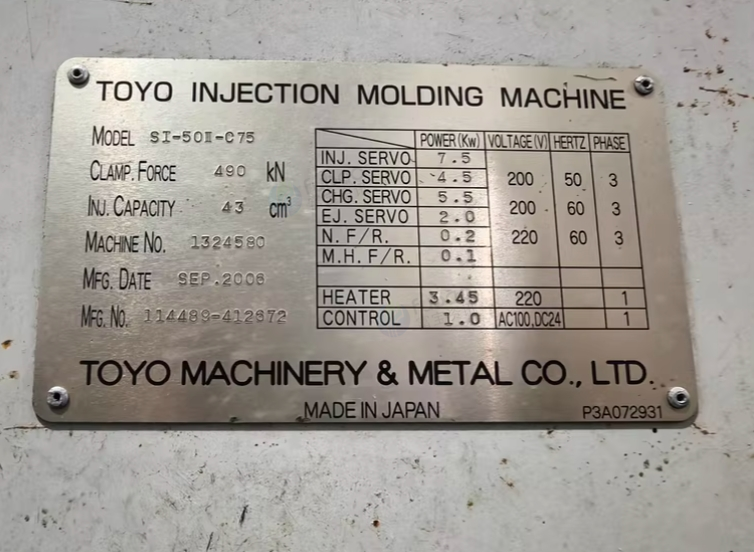 TOYO INJECTION MOLDING MACHINE
MODEL SI-50Ⅱ-C75
CLAMP. FORCE 490 kN
INJ. CAPACITY 43 cm³
MACHINE NO. 1324580
MFG. DATE SEP.2006
MFG. NO. 114489-412672
POWER(KW) VOLTAGE(V) HERTZ PHASE
INJ. SERVO 7.5
CLP. SERVO 4.5 200 50 3
CHG. SERVO 5.5
EJ. SERVO 2.0 200 60 3
N. F/R. 0.2 220 60 3
M.H. F/R. 0.1
HEATER 3.45 220 1
CONTROL 1.0 AC100,DC24 1
TOYO MACHINERY & METAL CO., LTD.
MADE IN JAPAN
P3A072931